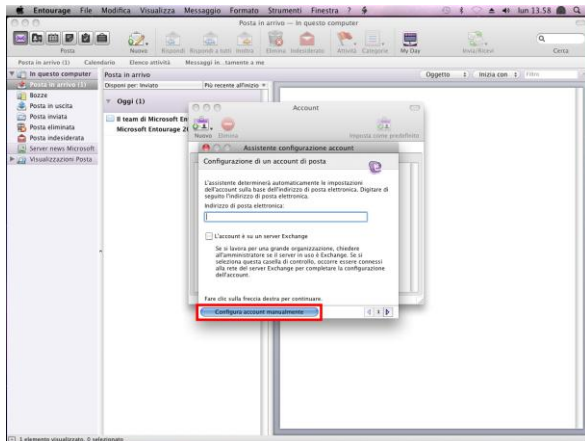 Entourage File Modifica Visualizza Messaggio Formato Strumenti Finestra ? lun 13.58
Posta in arrivo — In questo computer
Posta Nuovo Rispondi Rispondi a tutti Inoltra Elimina Indesiderata Attività Categorie My Day Invia/Ricevi Cerca
Posta in arrivo (1) Calendario Elenco attività Messaggi in...tamente a me
In questo computer
Posta in arrivo (1)
Bozze
Posta in uscita
Posta inviata
Posta eliminata
Posta indesiderata
Server news Microsoft
Visualizzazioni Posta
Posta in arrivo
Oggetto Inizia con
Disponi per: Inviato Più recente all'inizio
Oggi (1)
Il team di Microsoft En
Microsoft Entourage 20
Account
Nuovo Elimina Imposta come predefinito
Assistente configurazione account
Configurazione di un account di posta
L'assistente determinerà automaticamente le impostazioni
dell'account sulla base dell'indirizzo di posta elettronica. Digitare di
seguito l'indirizzo di posta elettronica.
Indirizzo di posta elettronica:
L'account è su un server Exchange
Se si lavora per una grande organizzazione, chiedere
all'amministratore se il server in uso è Exchange. Se si
seleziona questa casella di controllo, occorre essere connessi
alla rete del server Exchange per completare la configurazione
dell'account.
Fare clic sulla freccia destra per continuare.
Configura account manualmente
1 elemento visualizzato, 0 selezionato